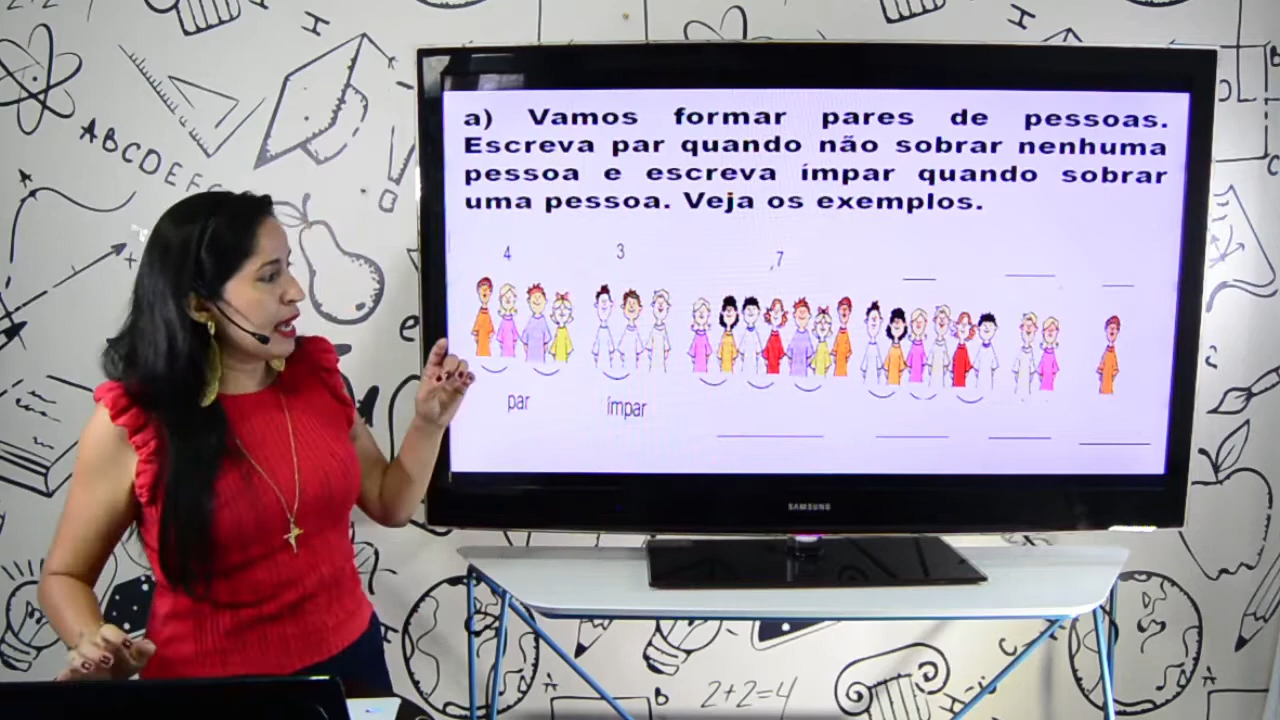 a) Vamos formar pares de pessoas.
Escreva par quando não sobrar nenhuma
pessoa e escreva ímpar quando sobrar
uma pessoa. Veja os exemplos.
4 3 7
par ímpar
SAMSUNG
ABCDEF
2+2=4